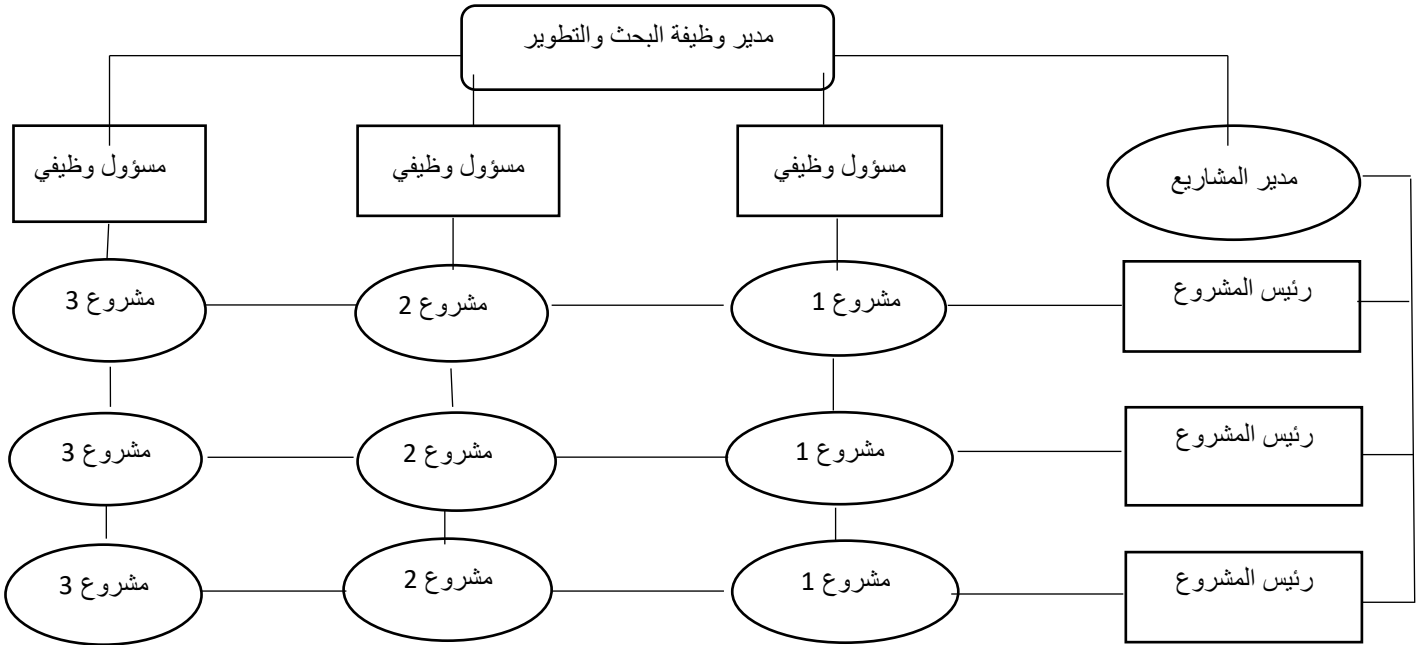 مدير وظيفة البحث والتطوير
مدير المشاريع
مسؤول وظيفي
مسؤول وظيفي
مسؤول وظيفي
رئيس المشروع
مشروع 1
مشروع 2
مشروع 3
رئيس المشروع
مشروع 1
مشروع 2
مشروع 3
رئيس المشروع
مشروع 1
مشروع 2
مشروع 3